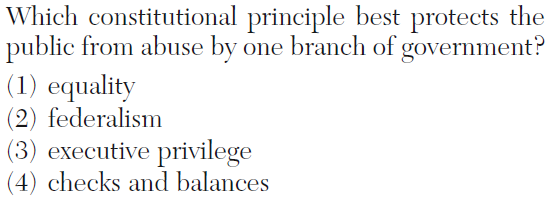 Which constitutional principle best protects the
public from abuse by one branch of government?
(1) equality
(2) federalism
(3) executive privilege
(4) checks and balances